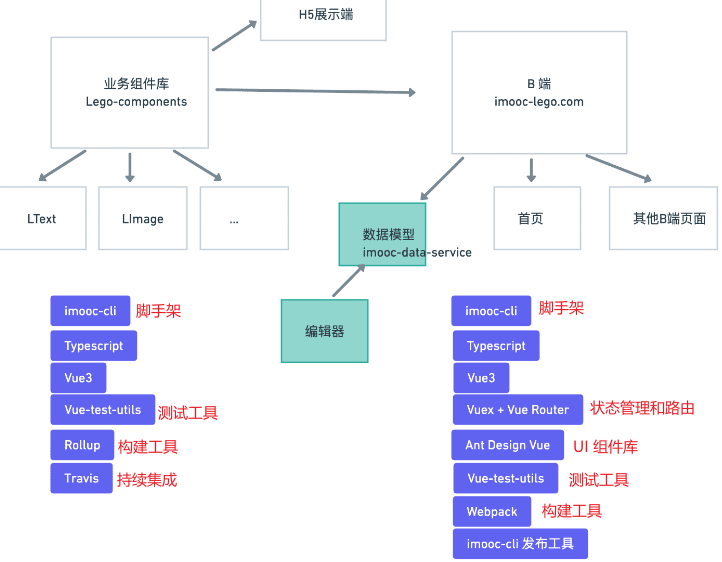 H5展示端
业务组件库
Lego-components
B 端
imooc-lego.com
LText
LImage
...
数据模型
imooc-data-service
首页
其他B端页面
编辑器
imooc-cli 脚手架
Typescript
Vue3
Vue-test-utils 测试工具
Rollup 构建工具
Travis 持续集成
imooc-cli 脚手架
Typescript
Vue3
Vuex + Vue Router 状态管理和路由
Ant Design Vue UI 组件库
Vue-test-utils 测试工具
Webpack 构建工具
imooc-cli 发布工具